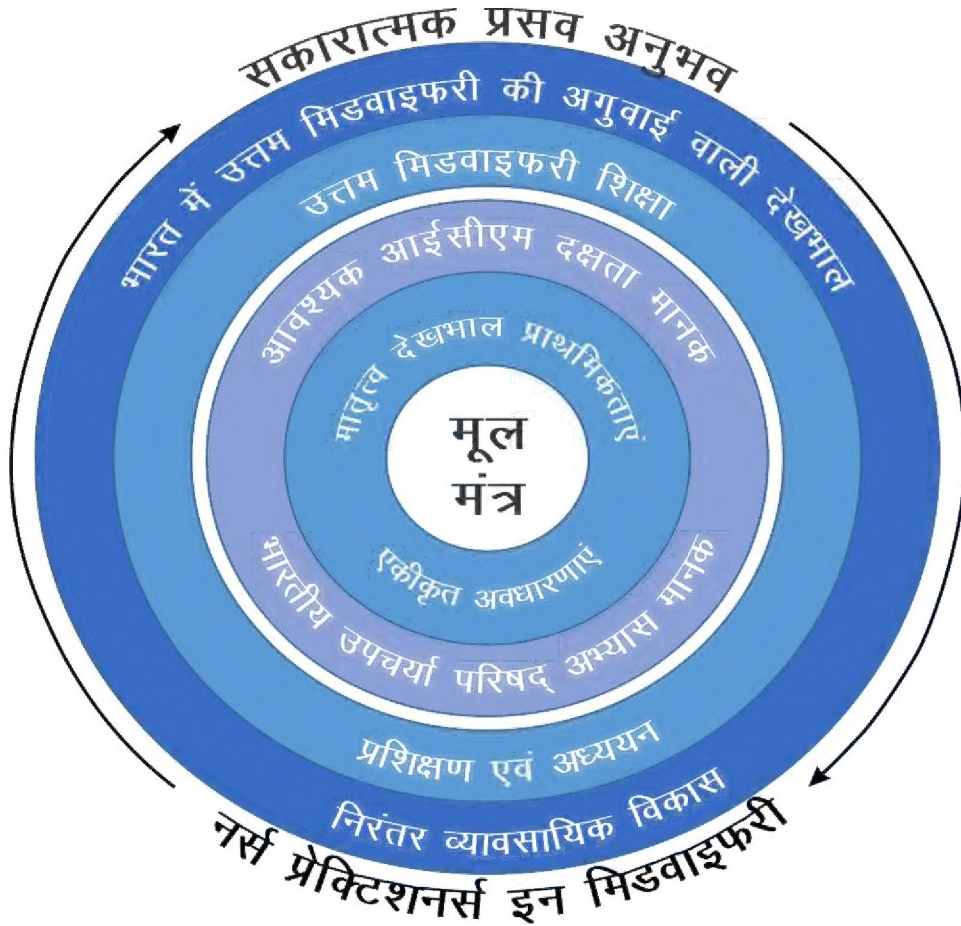 सकारात्मक प्रसव अनुभव
भारत में उत्तम मिडवाइफरी की अगुवाई वाली देखभाल
उत्तम मिडवाइफरी शिक्षा
आवश्यक आईसीएम दक्षता मानक
मातृत्त्व देखभाल प्राथमिकताएं
मूल
मंत्र
एकीकृत अवधारणाएं
भारतीय उपचर्या परिषद् अभ्यास मानक
प्रशिक्षण एवं अध्ययन
निरंतर व्यावसायिक विकास
नर्स प्रेक्टिशनर्स इन मिडवाइफरी